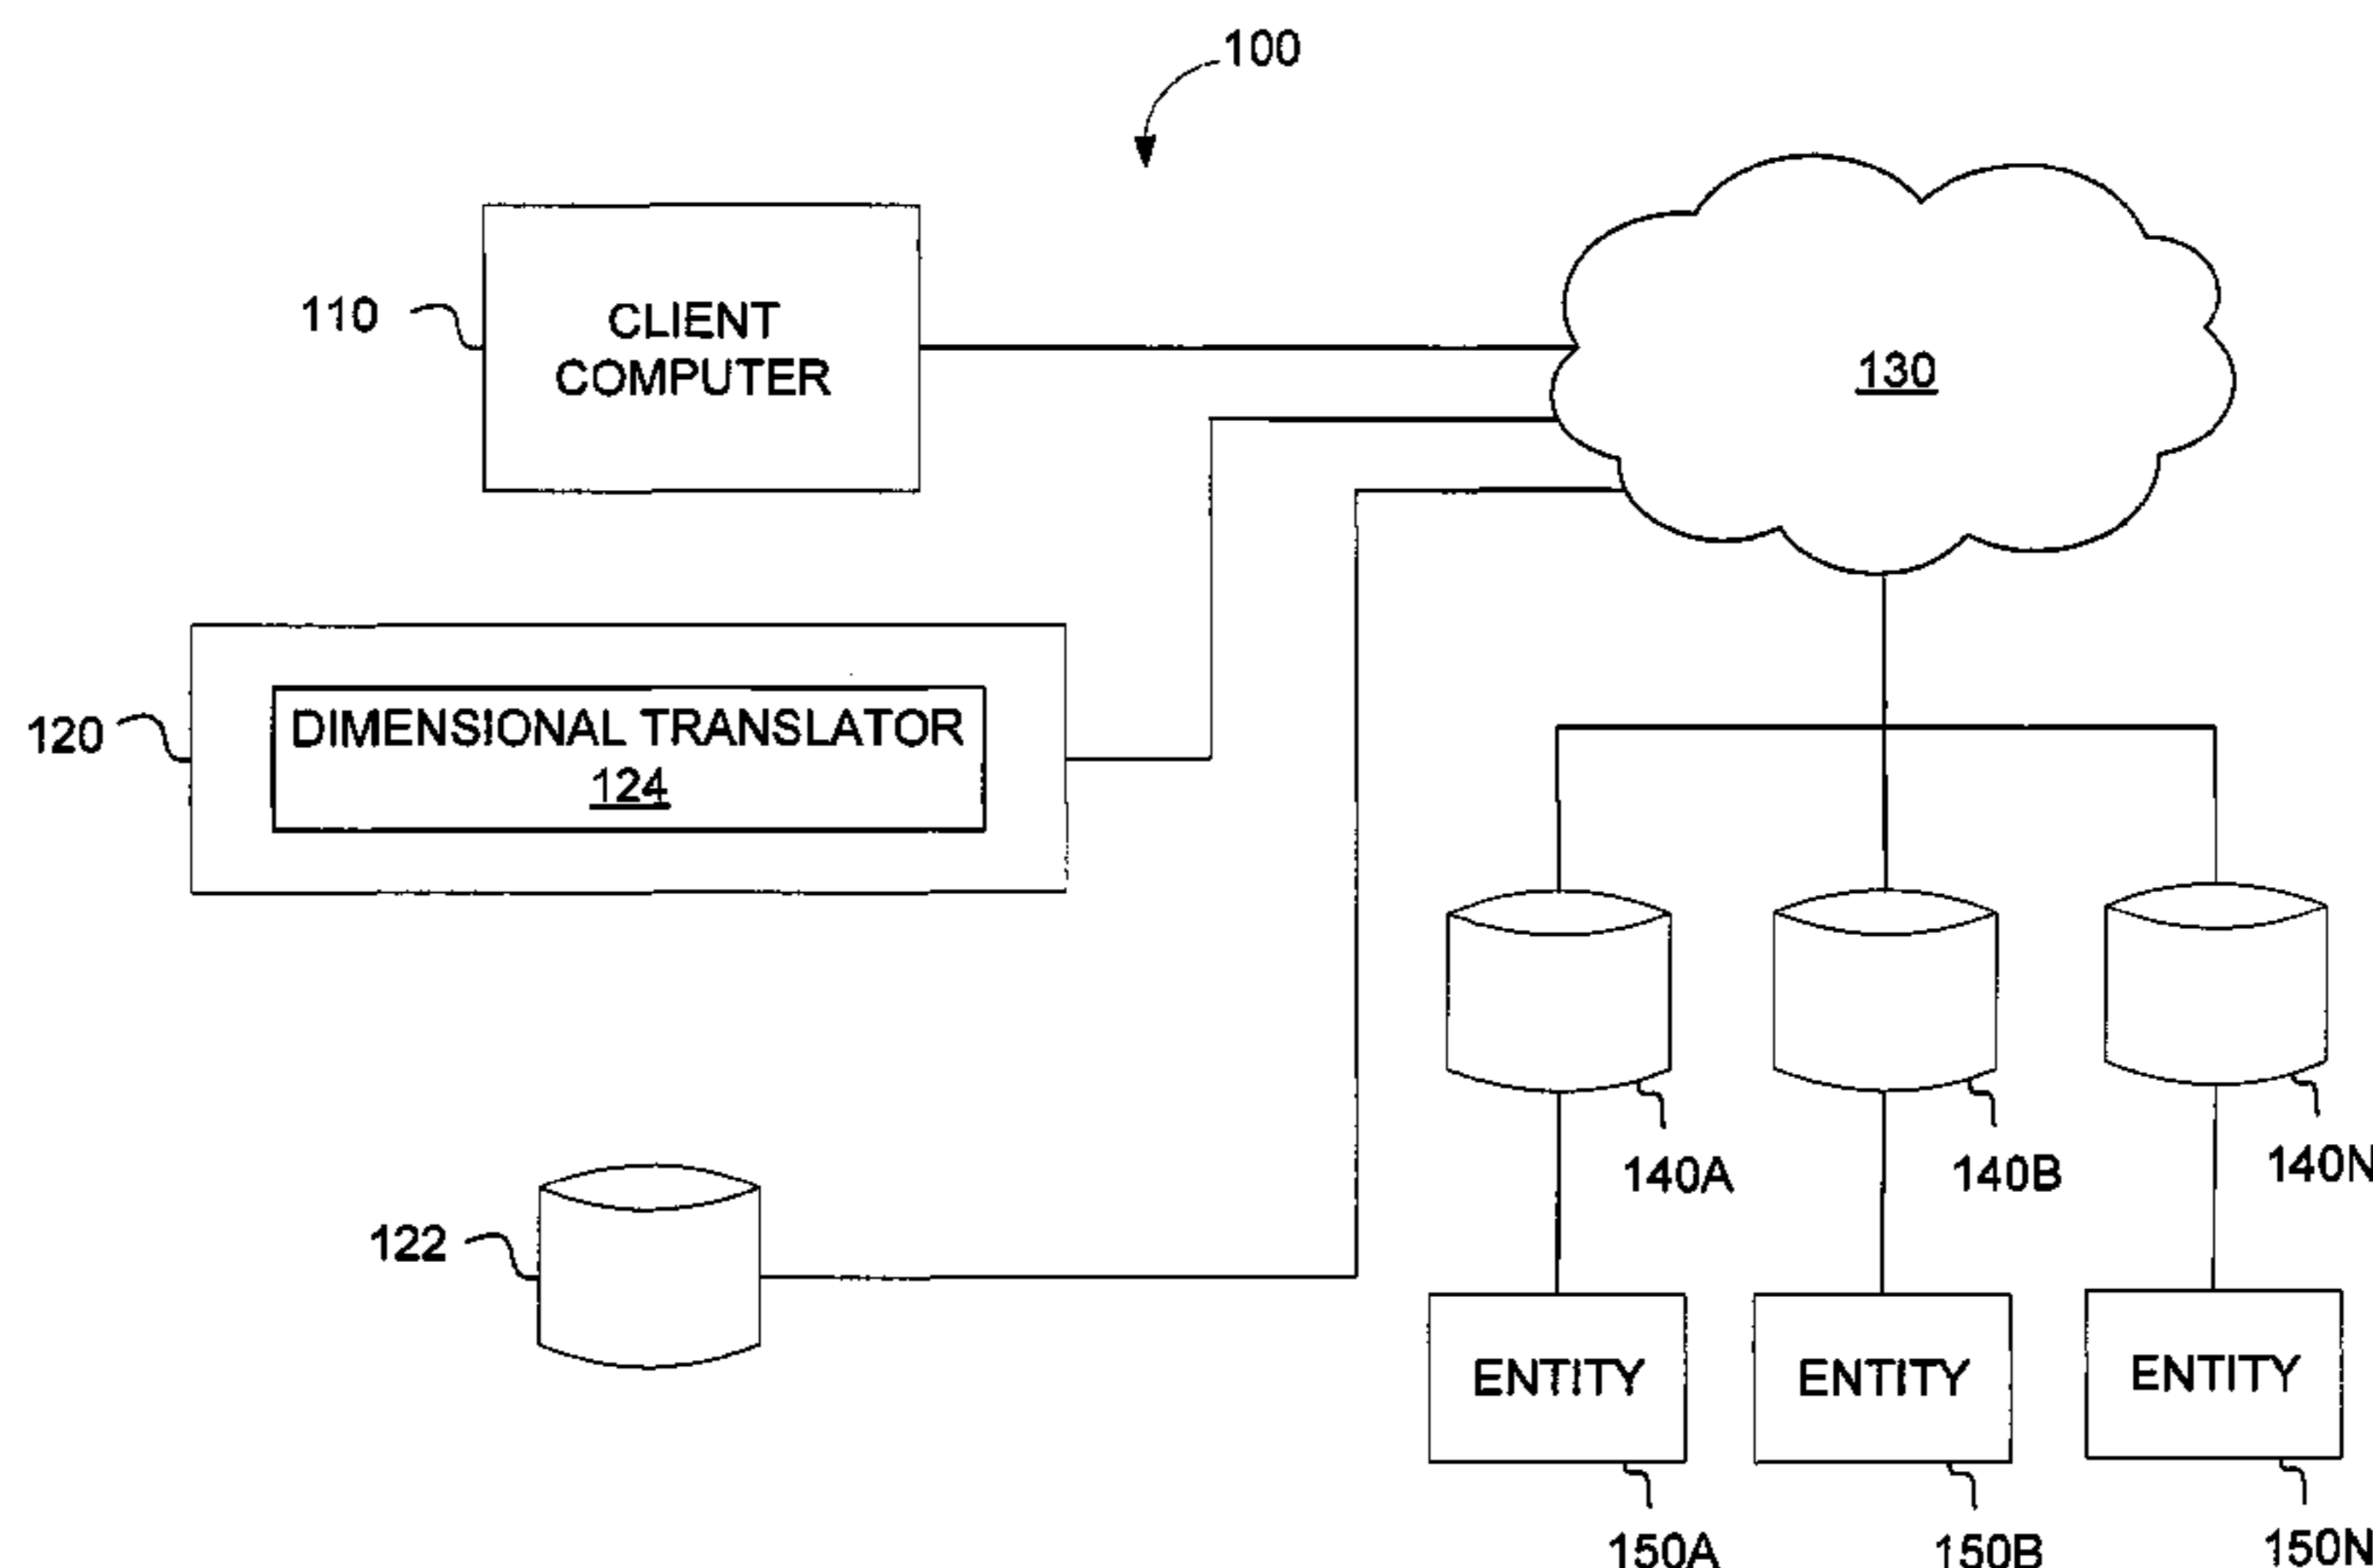 100
110
CLIENT
COMPUTER
130
120
DIMENSIONAL TRANSLATOR
124
122
140A
140B
140N
ENTITY
ENTITY
ENTITY
150A
150B
150N